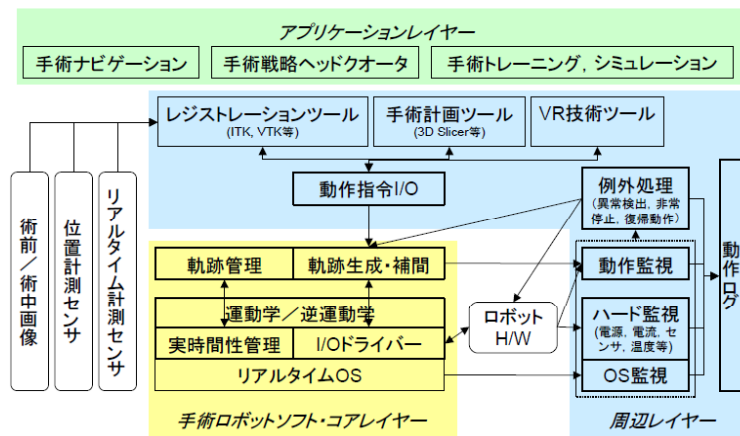 アプリケーションレイヤー
手術ナビゲーション
手術戦略ヘッドクオータ
手術トレーニング, シミュレーション
レジストレーションツール
(ITK, VTK等)
手術計画ツール
(3D Slicer等)
VR技術ツール
動作指令I/O
例外処理
(異常検出, 非常
停止, 復帰動作)
術前／術中画像
位置計測センサ
リアルタイム計測センサ
軌跡管理
軌跡生成・補間
動作監視
動作ログ
運動学／逆運動学
実時間性管理
I/Oドライバー
リアルタイムOS
ロボット
H/W
ハード監視
(電源, 電流, セ
ンサ, 温度等)
OS監視
手術ロボットソフト・コアレイヤー
周辺レイヤー